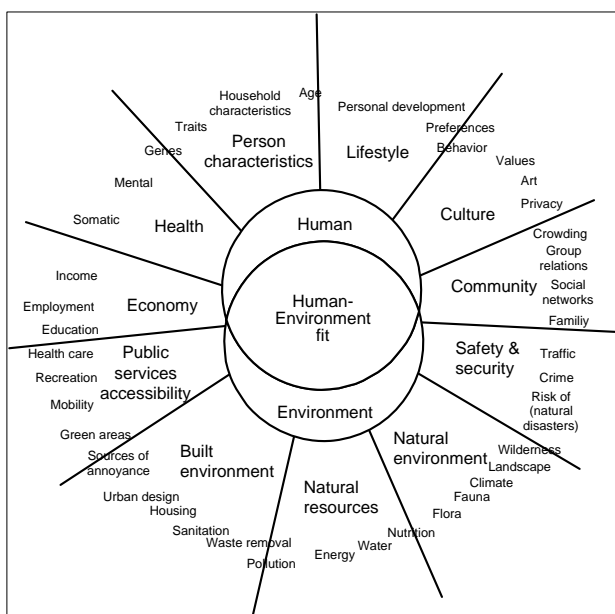 Age
Household
characteristics
Personal development
Traits
Person
characteristics
Lifestyle
Preferences
Behavior
Genes
Values
Mental
Art
Privacy
Somatic
Health
Human
Culture
Crowding
Group
relations
Income
Community
Social
networks
Employment
Economy
Human-
Environment
fit
Familiy
Education
Health care
Public
services
accessibility
Safety &
security
Traffic
Recreation
Crime
Mobility
Risk of
(natural
disasters)
Environment
Green areas
Sources of
annoyance
Built
environment
Natural
environment
Wilderness
Landscape
Climate
Urban design
Natural
resources
Fauna
Housing
Flora
Sanitation
Nutrition
Waste removal
Water
Energy
Pollution